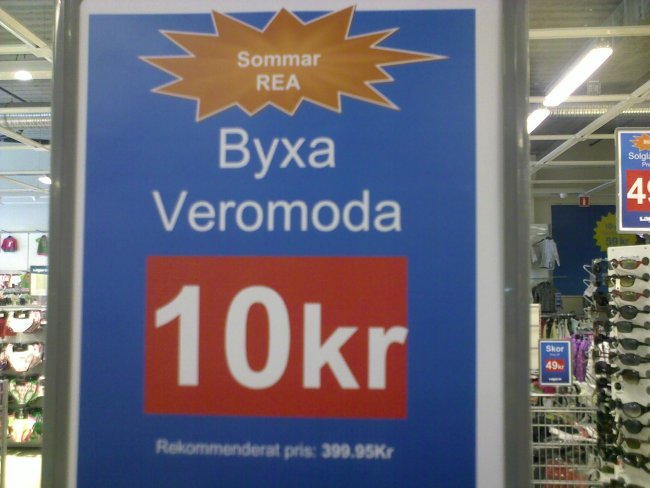 Sommar
REA
Byxa
Veromoda
10kr
Rekommenderat pris: 399.95Kr
Skor
49kr